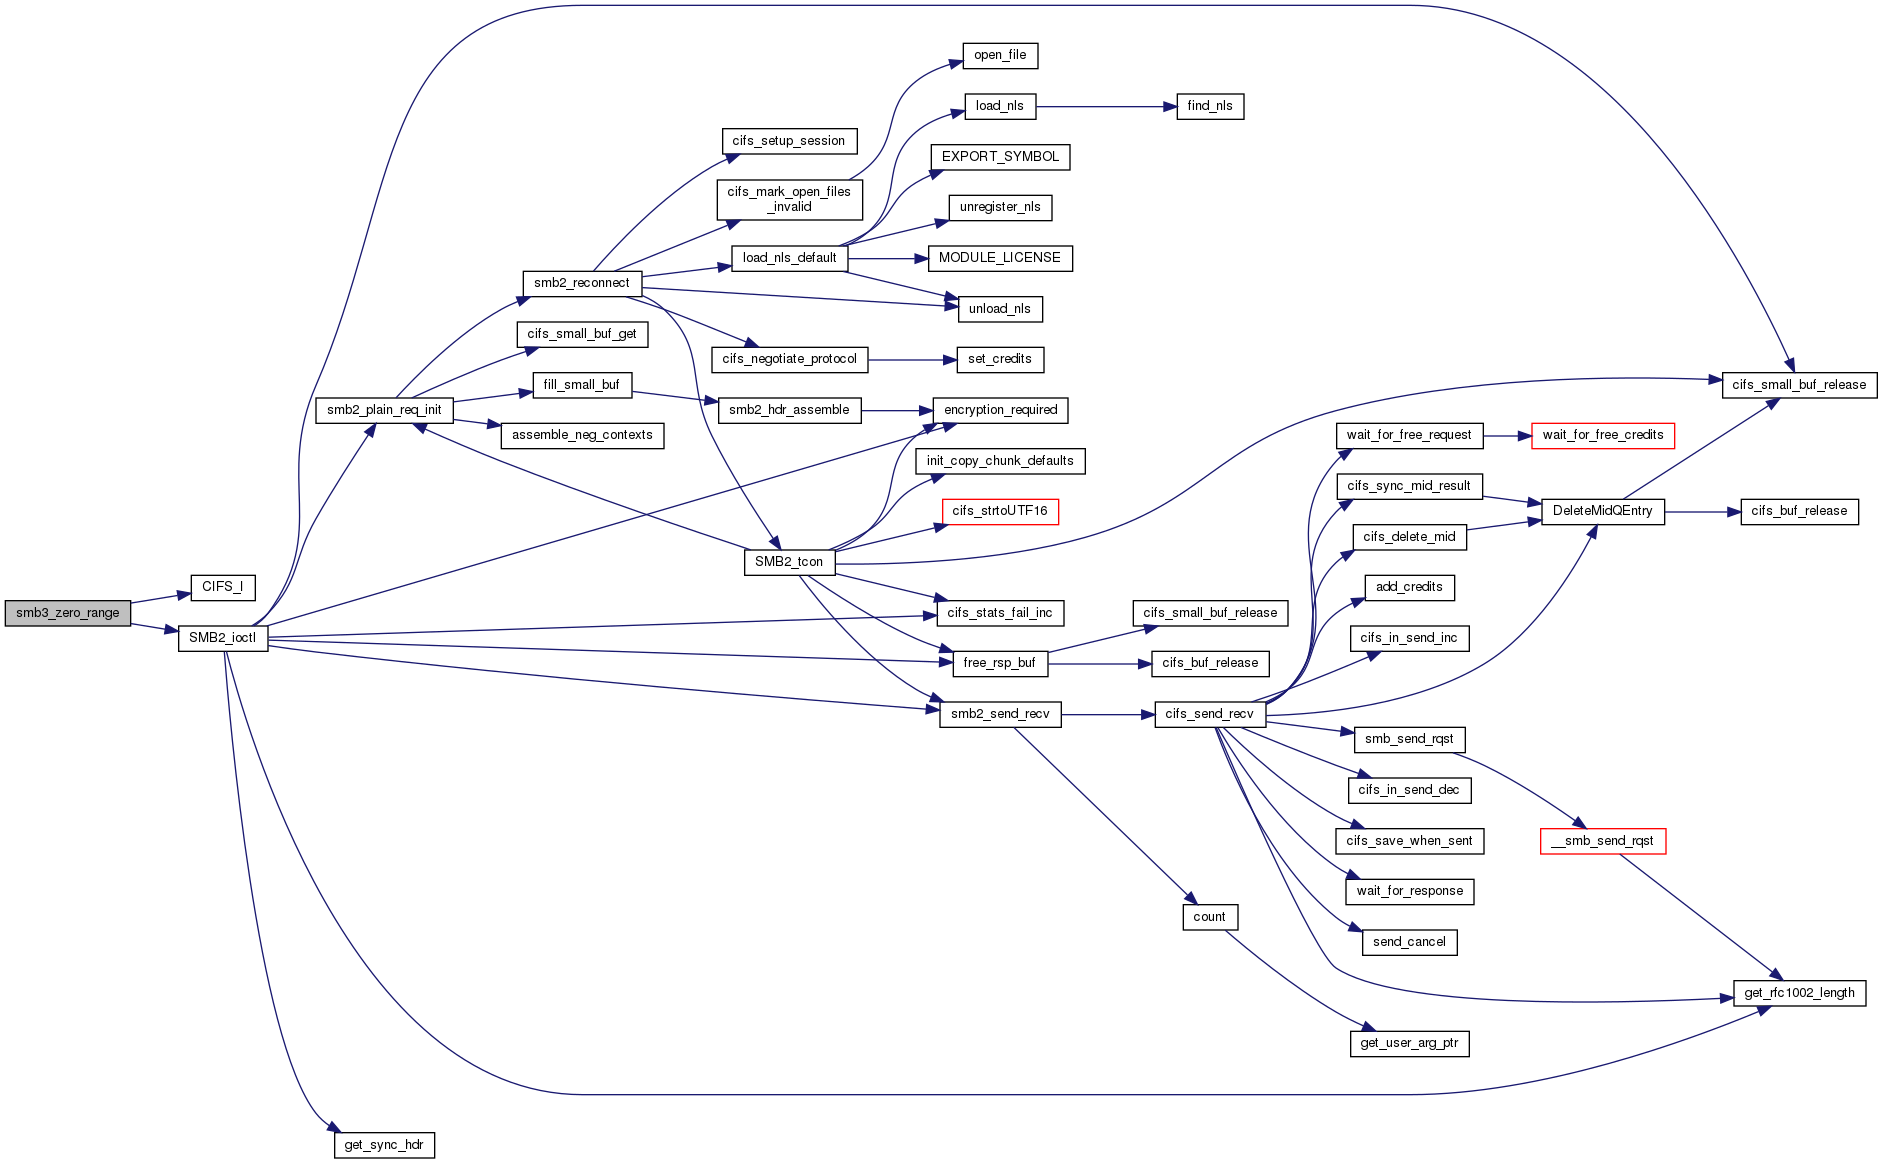 open_file
load_nls
find_nls
cifs_setup_session
EXPORT_SYMBOL
cifs_mark_open_files
_invalid
unregister_nls
load_nls_default
MODULE_LICENSE
smb2_reconnect
unload_nls
cifs_small_buf_get
cifs_negotiate_protocol
set_credits
fill_small_buf
cifs_small_buf_release
smb2_plain_req_init
smb2_hdr_assemble
encryption_required
assemble_neg_contexts
wait_for_free_request
wait_for_free_credits
init_copy_chunk_defaults
cifs_sync_mid_result
cifs_strtoUTF16
DeleteMidQEntry
cifs_buf_release
cifs_delete_mid
SMB2_tcon
CIFS_I
add_credits
smb3_zero_range
cifs_stats_fail_inc
cifs_small_buf_release
SMB2_ioctl
cifs_in_send_inc
free_rsp_buf
cifs_buf_release
smb2_send_recv
cifs_send_recv
smb_send_rqst
cifs_in_send_dec
cifs_save_when_sent
__smb_send_rqst
wait_for_response
count
send_cancel
get_rfc1002_length
get_user_arg_ptr
get_sync_hdr